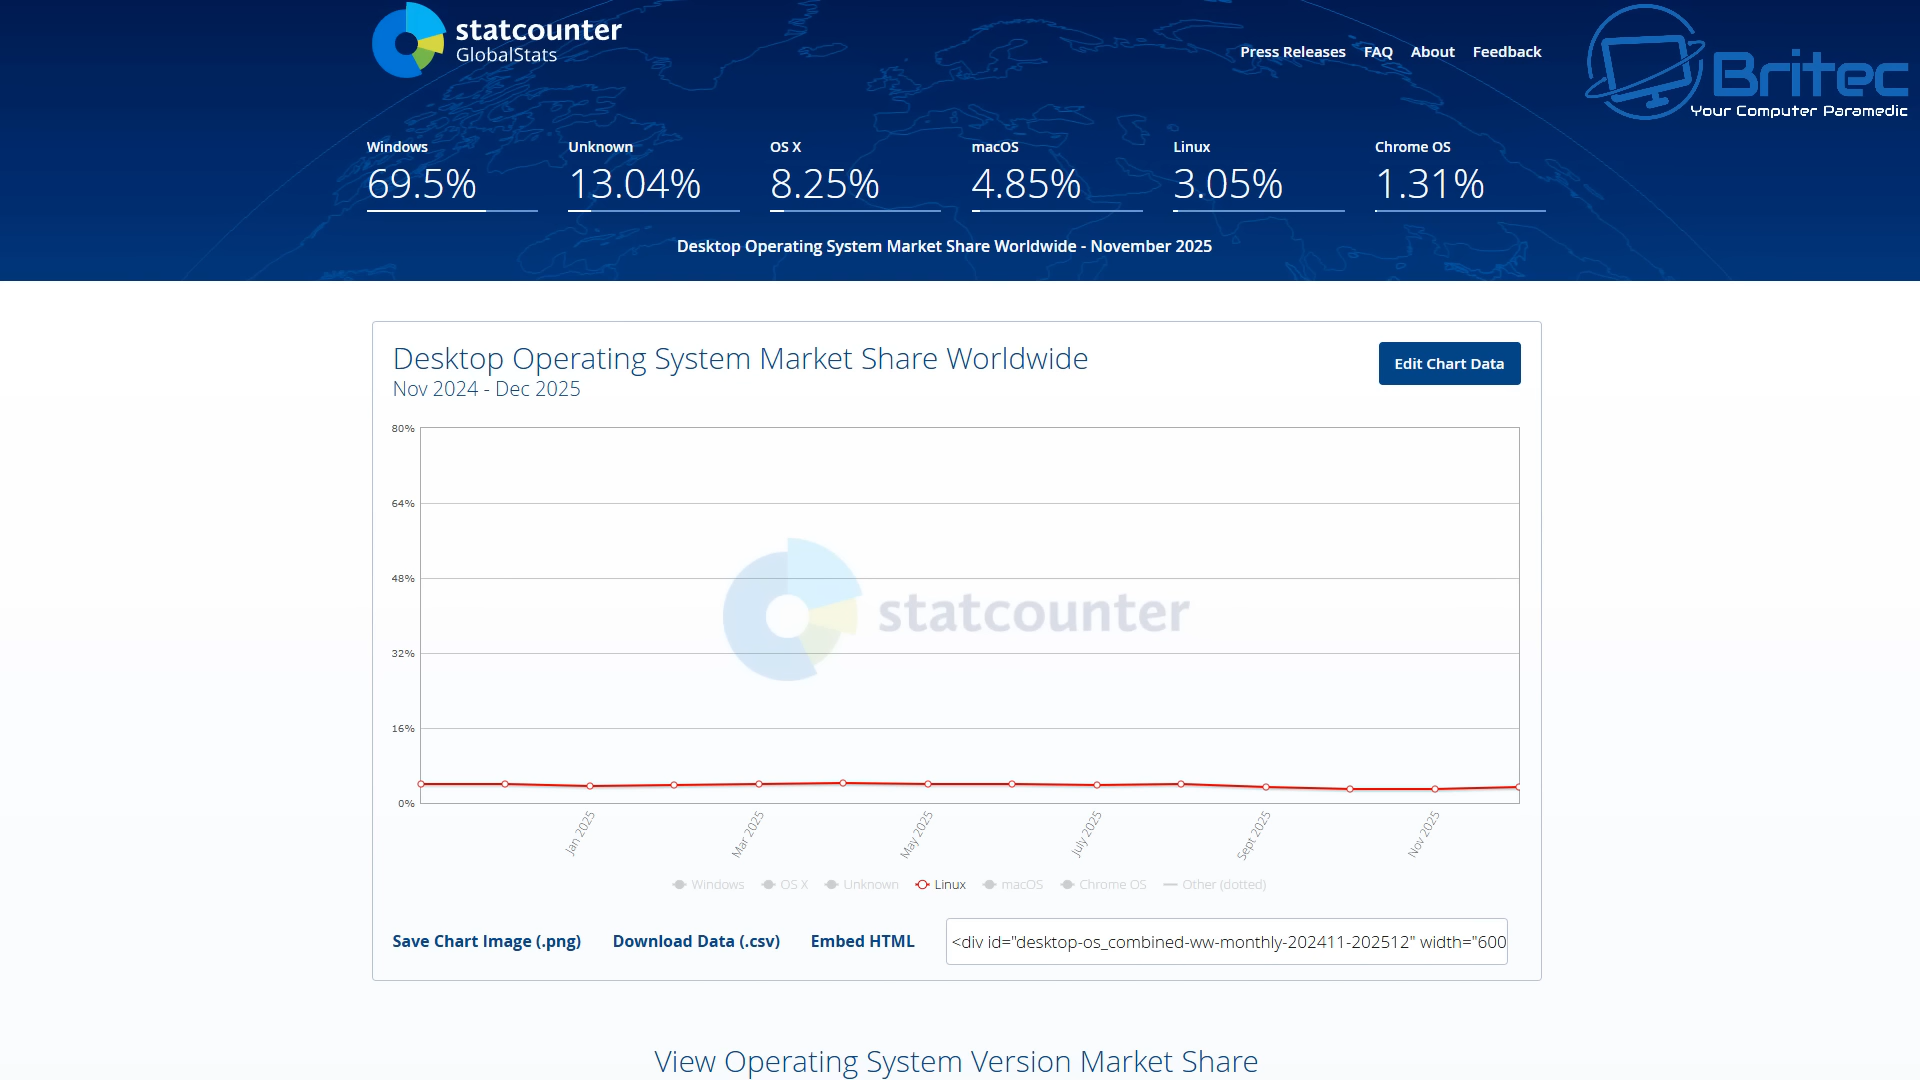 statcounter
GlobalStats
Press Releases FAQ About Feedback
Britec
Your Computer Paramedic
Windows Unknown OS X macOS Linux Chrome OS
69.5% 13.04% 8.25% 4.85% 3.05% 1.31%
Desktop Operating System Market Share Worldwide - November 2025
Desktop Operating System Market Share Worldwide
Nov 2024 - Dec 2025
Edit Chart Data
80%
64%
48%
statcounter
32%
16%
0%
Jan 2025 Mar 2025 May 2025 July 2025 Sept 2025 Nov 2025
Windows OS X Unknown Linux macOS Chrome OS Other (dotted)
Save Chart Image (.png) Download Data (.csv) Embed HTML <div id="desktop-os_combined-ww-monthly-202411-202512" width="600
View Operating System Version Market Share